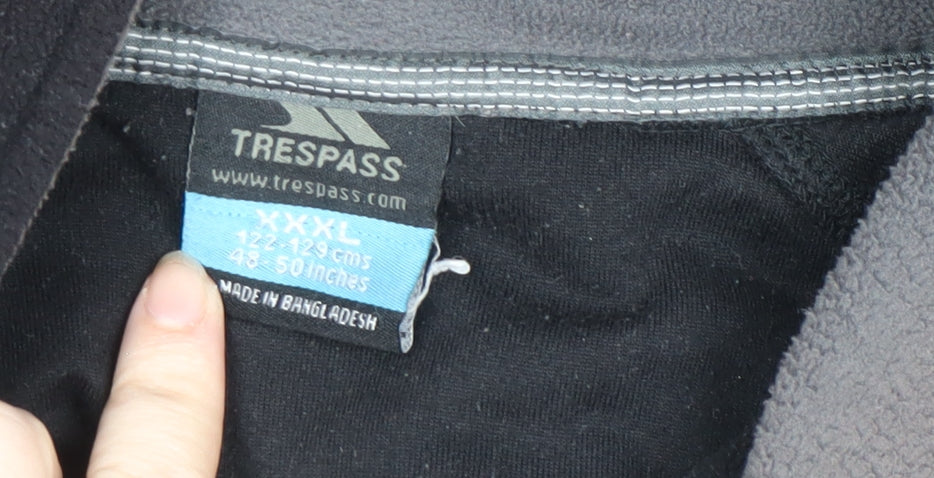 TRESPASS
www.trespass.com
XXXL
122-129 cms
48-50 inches
MADE IN BANGLADESH